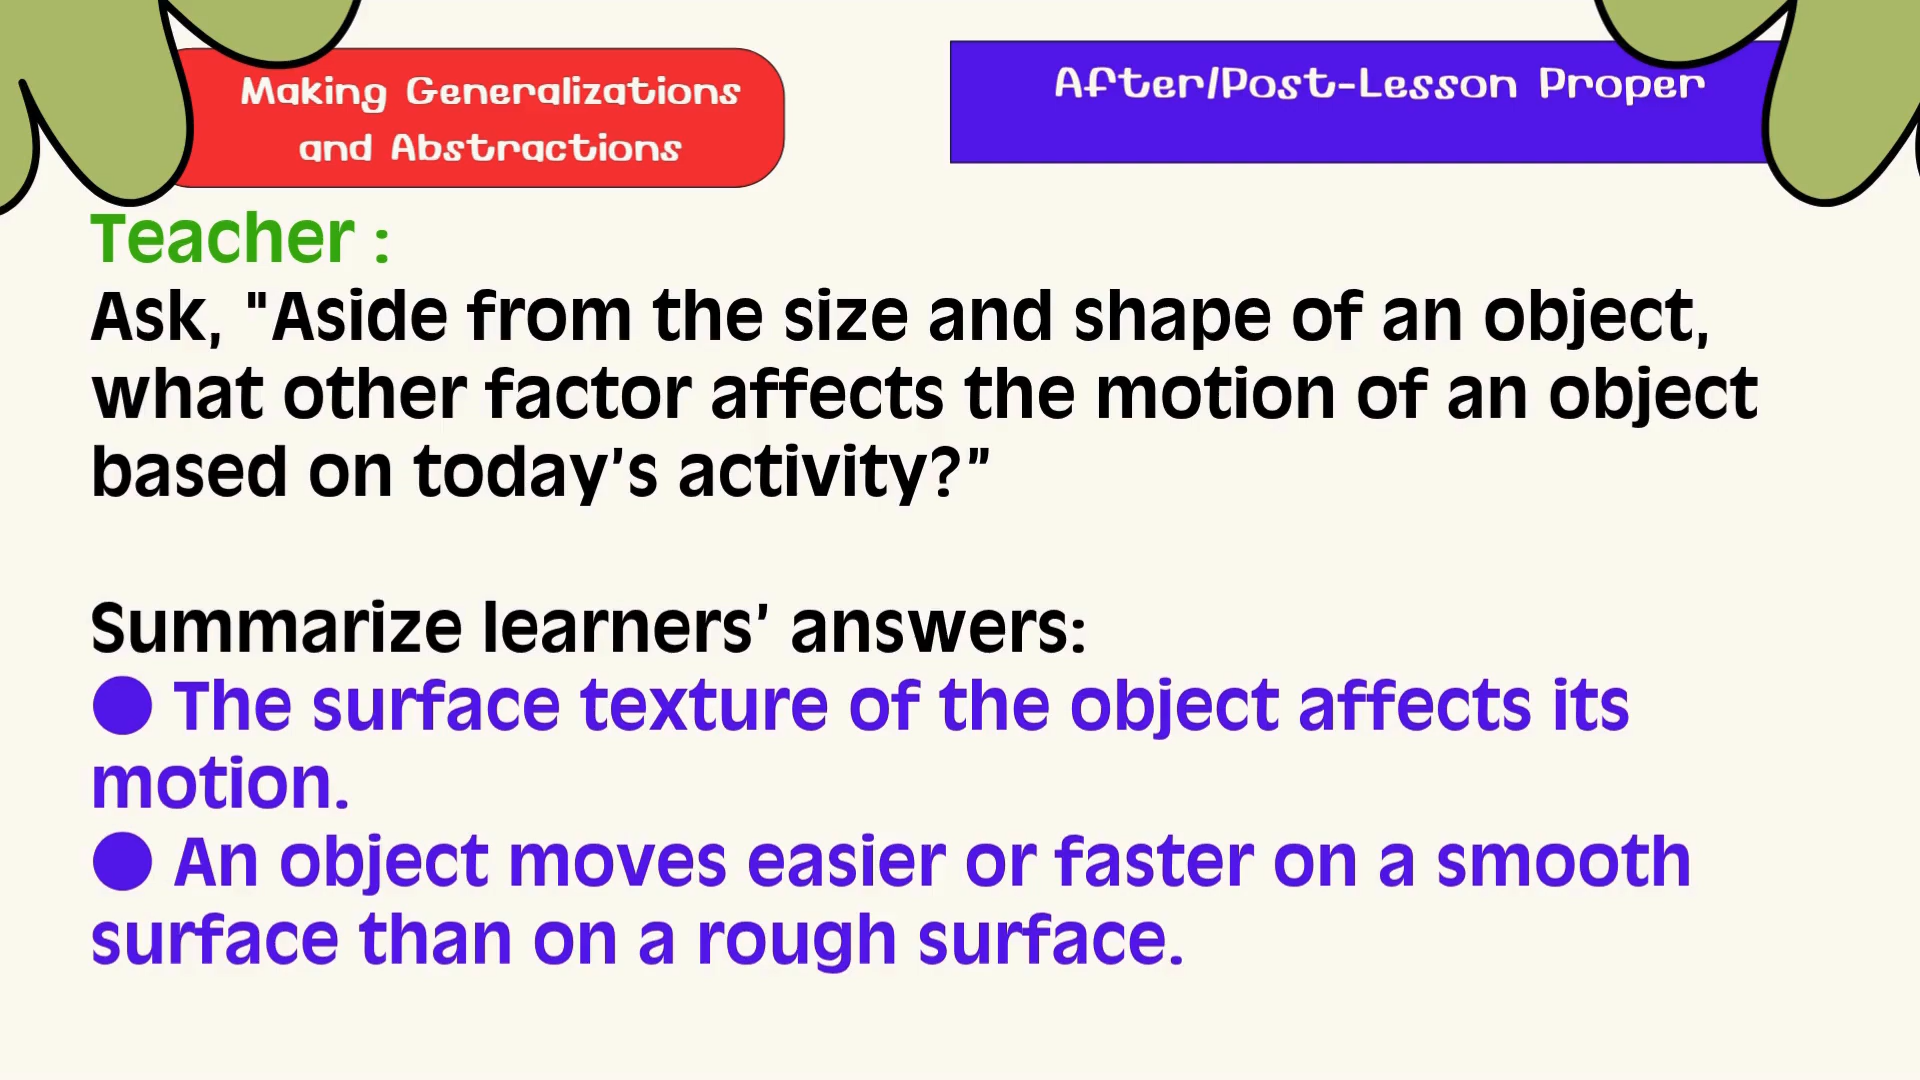 Making Generalizations
and Abstractions
After/Post-Lesson Proper
Teacher :
Ask, "Aside from the size and shape of an object,
what other factor affects the motion of an object
based on today’s activity?”
Summarize learners’ answers:
● The surface texture of the object affects its
motion.
● An object moves easier or faster on a smooth
surface than on a rough surface.